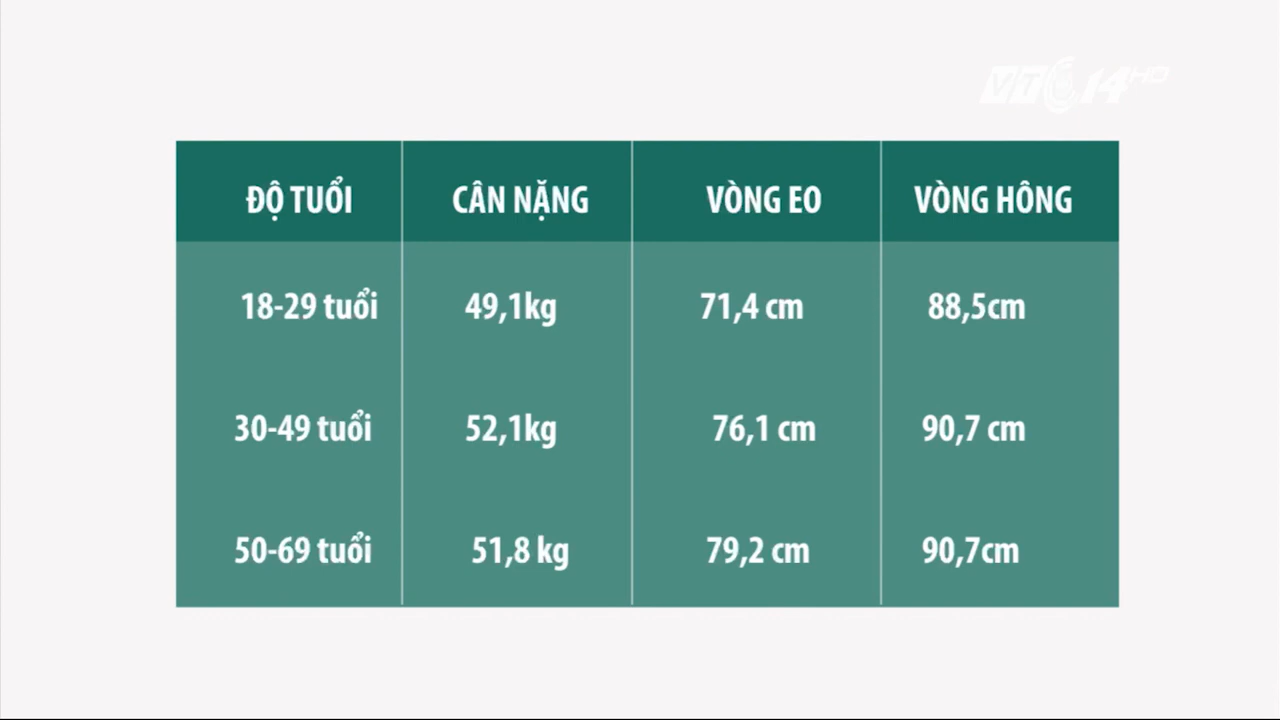 VTC14 HD
ĐỘ TUỔI CÂN NẶNG VÒNG EO VÒNG HÔNG
18-29 tuổi 49,1kg 71,4 cm 88,5cm
30-49 tuổi 52,1kg 76,1 cm 90,7 cm
50-69 tuổi 51,8 kg 79,2 cm 90,7cm